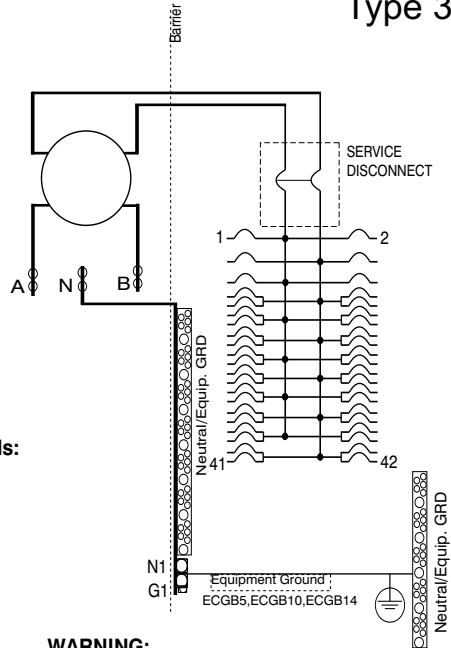 Type 3
Barrier
SERVICE
DISCONNECT
1
2
A
N
B
Neutral/Equip. GRD
41
42
ls:
N1
G1
Equipment Ground
ECGB5,ECGB10,ECGB14
Neutral/Equip. GRD
WARNING: